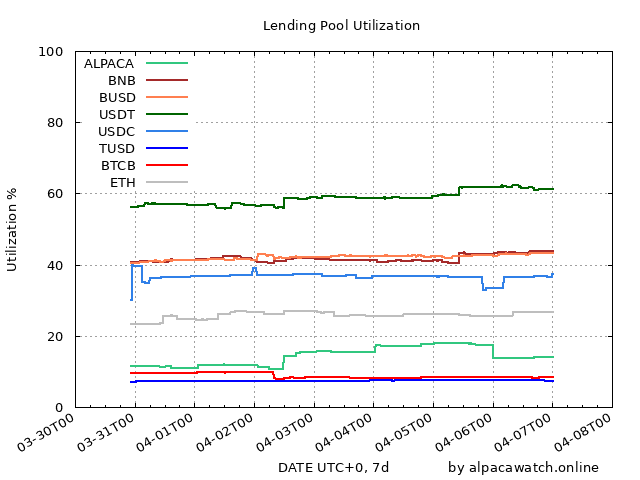 Lending Pool Utilization
100
80
60
40
20
0
Utilization %
ALPACA
BNB
BUSD
USDT
USDC
TUSD
BTCB
ETH
03-30T00
03-31T00
04-01T00
04-02T00
04-03T00
04-04T00
04-05T00
04-06T00
04-07T00
04-08T00
DATE UTC+0, 7d
by alpacawatch.online